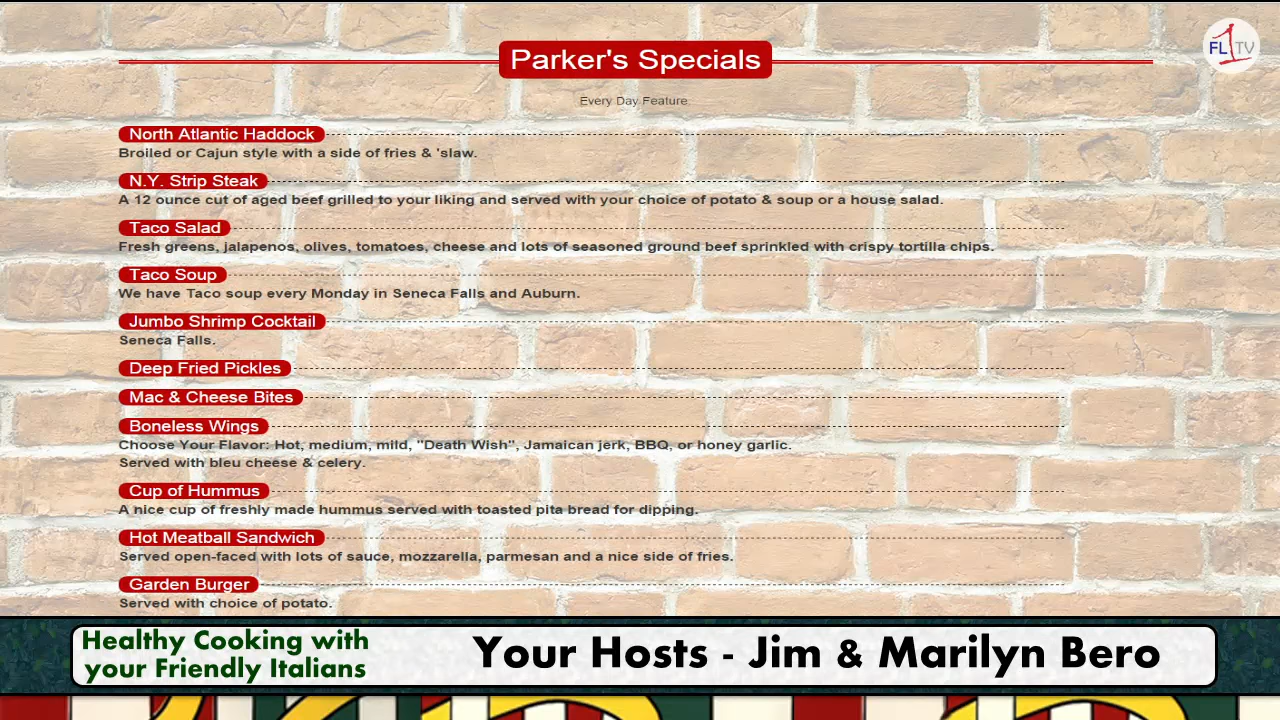 Parker's Specials
FL1TV
Every Day Feature
North Atlantic Haddock
Broiled or Cajun style with a side of fries & 'slaw.
N.Y. Strip Steak
A 12 ounce cut of aged beef grilled to your liking and served with your choice of potato & soup or a house salad.
Taco Salad
Fresh greens, jalapenos, olives, tomatoes, cheese and lots of seasoned ground beef sprinkled with crispy tortilla chips.
Taco Soup
We have Taco soup every Monday in Seneca Falls and Auburn.
Jumbo Shrimp Cocktail
Seneca Falls.
Deep Fried Pickles
Mac & Cheese Bites
Boneless Wings
Choose Your Flavor: Hot, medium, mild, "Death Wish", Jamaican jerk, BBQ, or honey garlic.
Served with bleu cheese & celery.
Cup of Hummus
A nice cup of freshly made hummus served with toasted pita bread for dipping.
Hot Meatball Sandwich
Served open-faced with lots of sauce, mozzarella, parmesan and a nice side of fries.
Garden Burger
Served with choice of potato.
Healthy Cooking with
your Friendly Italians
Your Hosts - Jim & Marilyn Bero